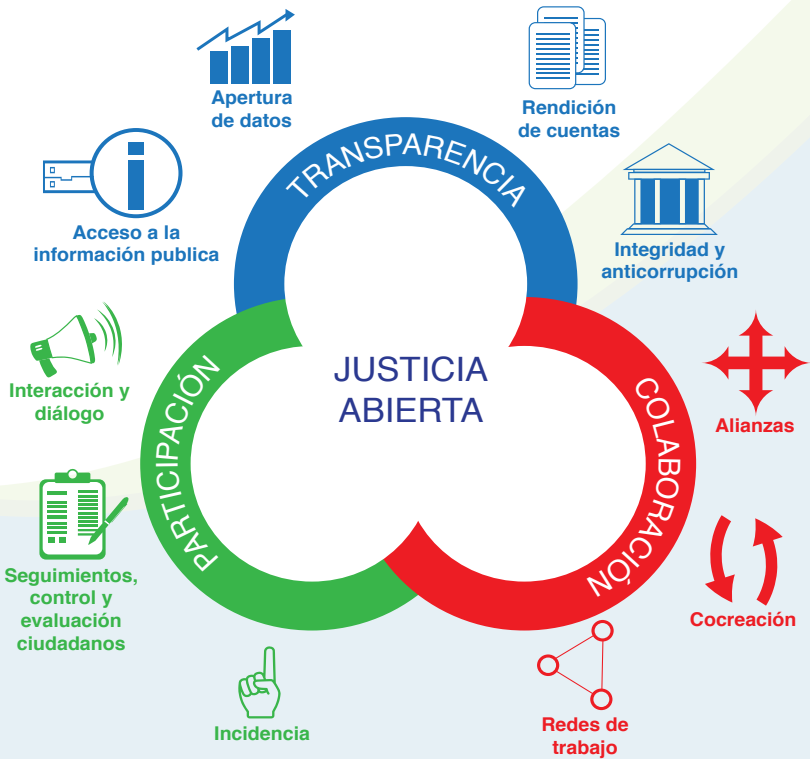 Apertura
de datos
Rendición
de cuentas
TRANSPARENCIA
Acceso a la
información publica
Integridad y
anticorrupción
Interacción y
diálogo
PARTICIPACIÓN
JUSTICIA
ABIERTA
COLABORACIÓN
Alianzas
Seguimientos,
control y
evaluación
ciudadanos
Cocreación
Incidencia
Redes de
trabajo